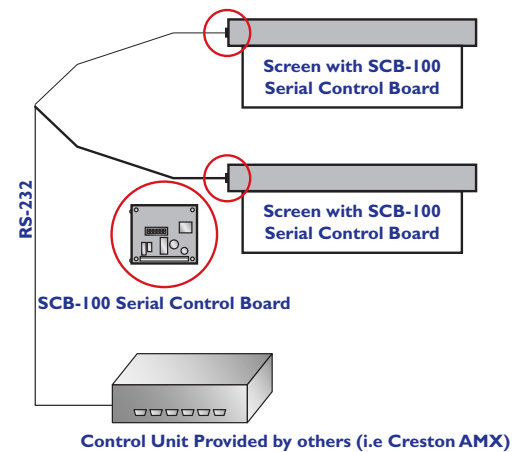 Screen with SCB-100
Serial Control Board
RS-232
Screen with SCB-100
Serial Control Board
SCB-100 Serial Control Board
Control Unit Provided by others (i.e Creston AMX)